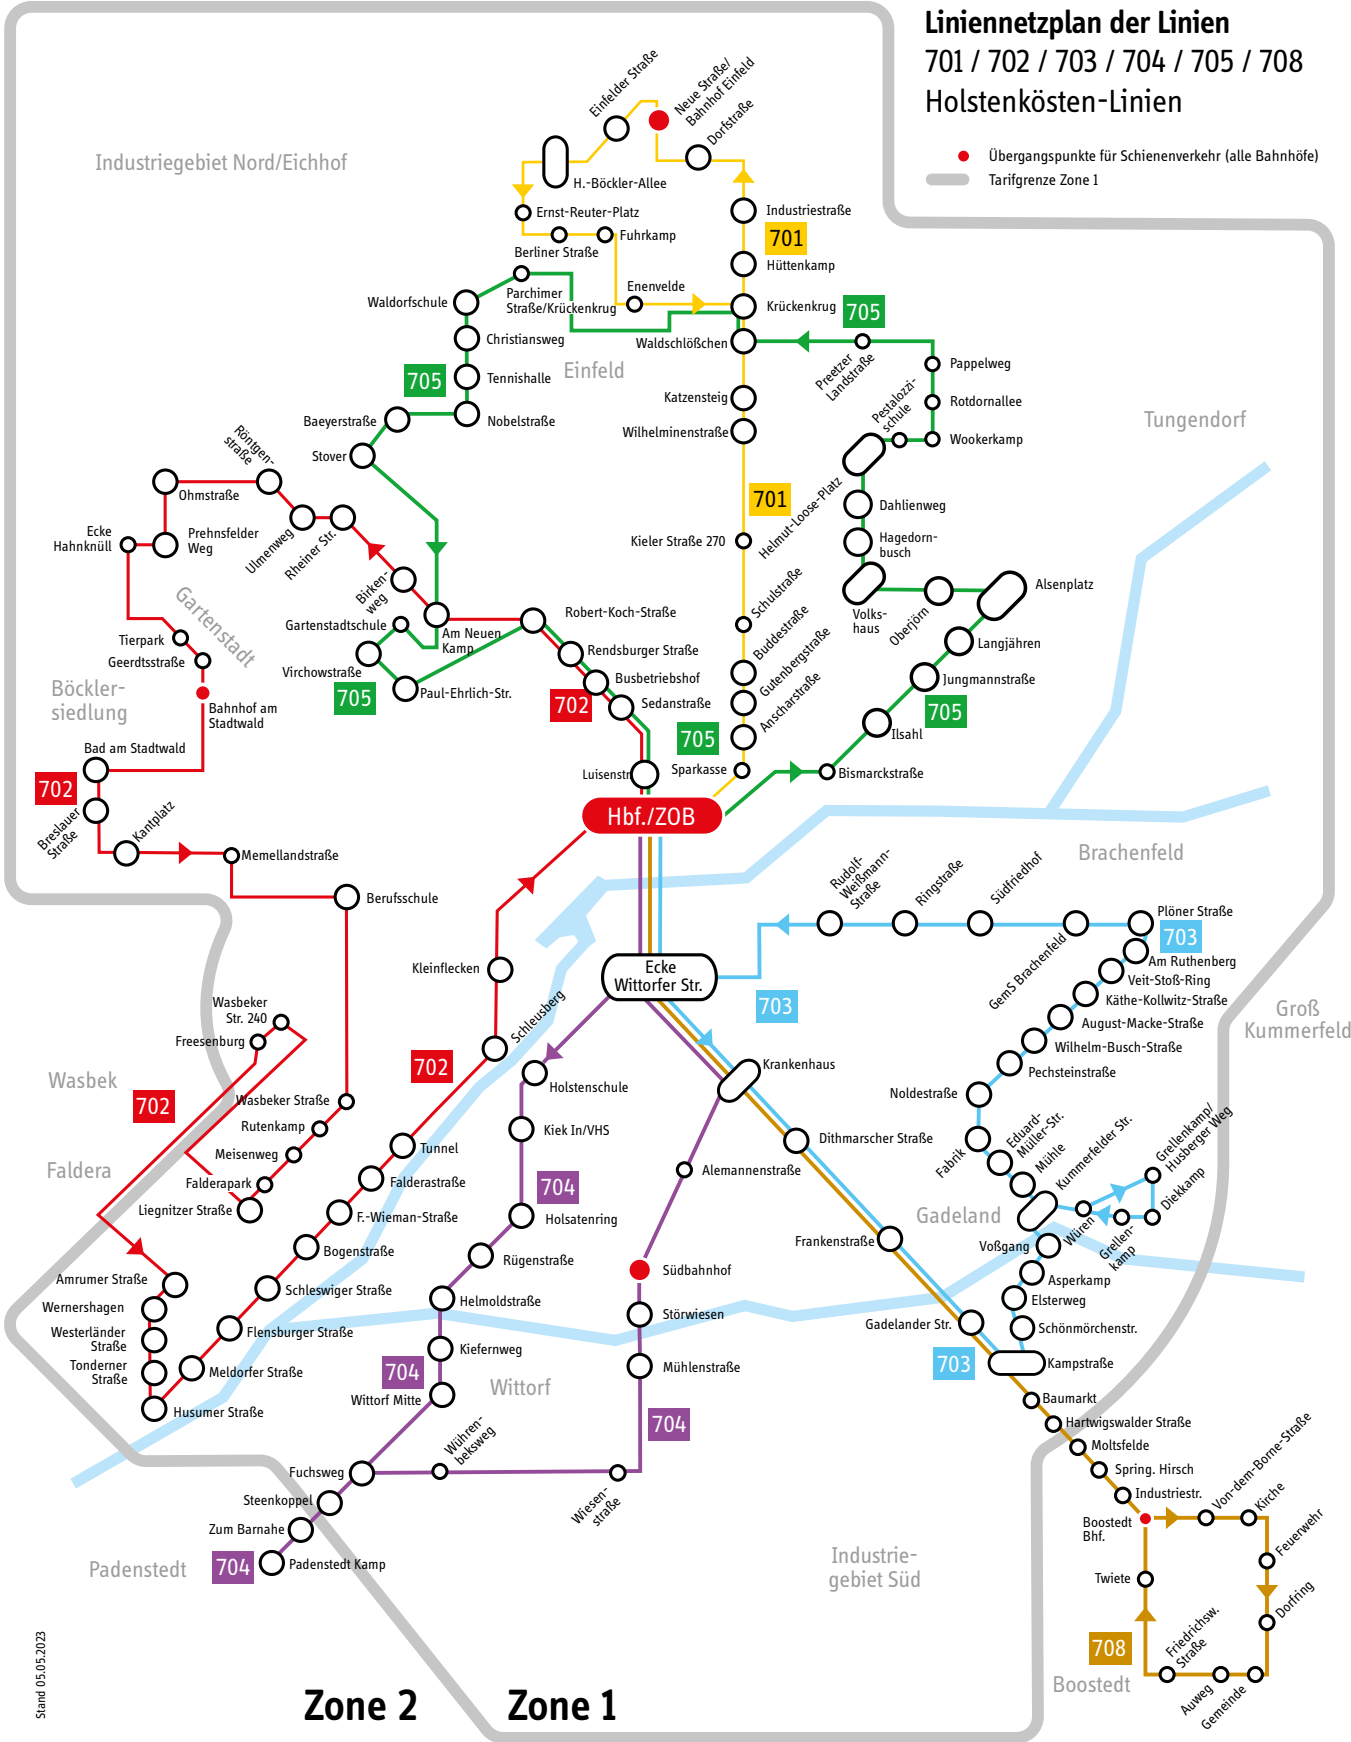 Liniennetzplan der Linien
701 / 702 / 703 / 704 / 705 / 708
Holstenkösten-Linien
Übergangspunkte für Schienenverkehr (alle Bahnhöfe)
Tarifgrenze Zone 1
Industriegebiet Nord/Eichhof
Einfelder Straße
Neue Straße/
Bahnhof Einfeld
Dorfstraße
H.-Böckler-Allee
Ernst-Reuter-Platz
Berliner Straße
Fuhrkamp
Industriestraße
701
Hüttenkamp
Parchimer
Straße/Krückenkrug
Enenvelde
Krückenkrug
705
Waldorfschule
Christiansweg
Einfeld
Waldschlößchen
Preetzer
Landstraße
Pappelweg
705
Tennishalle
Katzensteig
Pestalozzi-
schule
Rotdornallee
Baeyerstraße
Nobelstraße
Wilhelminenstraße
Wookerkamp
Tungendorf
Stover
Röntgen-
straße
Ohmstraße
701
Helmut-Loose-Platz
Dahlienweg
Ecke
Hahnknüll
Prehnsfelder
Weg
Ulmenweg
Rheiner Str.
Kieler Straße 270
Hagedorn-
busch
Birken-
weg
Schulstraße
Volks-
haus
Oberjörn
Alsenplatz
Gartenstadt
Gartenstadtschule
Am Neuen
Kamp
Robert-Koch-Straße
Buddestraße
Langjähren
Tierpark
Geerdtsstraße
Virchowstraße
Rendsburger Straße
Gutenbergstraße
Böckler-
siedlung
Bahnhof am
Stadtwald
705
Paul-Ehrlich-Str.
Busbetriebshof
702
Sedanstraße
Anscharstraße
Jungmannstraße
705
Ilsahl
705
Bad am Stadtwald
702
Luisenstr.
Sparkasse
Bismarckstraße
Breslauer
Straße
Kantplatz
Hbf./ZOB
Memellandstraße
Brachenfeld
Berufsschule
Rudolf-
Weißmann-
Straße
Ringstraße
Südfriedhof
GemS Brachenfeld
Plöner Straße
703
Am Ruthenberg
Kleinflecken
Ecke
Wittorfer Str.
703
Veit-Stoß-Ring
Käthe-Kollwitz-Straße
August-Macke-Straße
Wilhelm-Busch-Straße
Pechsteinstraße
Groß
Kummerfeld
Wasbeker
Str. 240
Freesenburg
Schleusberg
702
Wasbek
702
Wasbeker Straße
Holstenschule
Krankenhaus
Noldestraße
Rutenkamp
Meisenweg
Tunnel
Kiek In/VHS
Dithmarscher Straße
Fabrik
Eduard-
Müller-Str.
Mühle
Kummerfelder Str.
Grellenkamp/
Husberger Weg
Diekkamp
Faldera
Falderapark
Liegnitzer Straße
Falderastraße
704
Alemannenstraße
F.-Wieman-Straße
Holsatenring
Gadeland
Würen
Grellen-
kamp
Bogenstraße
Rügenstraße
Frankenstraße
Voßgang
Amrumer Straße
Schleswiger Straße
Südbahnhof
Asperkamp
Wernershagen
Helmoldstraße
Störwiesen
Elsterweg
Westerländer
Straße
Flensburger Straße
Gadelander Str.
Schönmörchenstr.
Tonderner
Straße
Meldorfer Straße
Kiefernweg
704
Mühlenstraße
703
Kampstraße
Husumer Straße
Wittorf Mitte
Wittorf
Baumarkt
704
Hartwigswalder Straße
Moltsfelde
Wühren-
beksweg
Fuchsweg
Spring. Hirsch
Industriestr.
Wiesen-
straße
Steenkoppel
Zum Barnahe
Boostedt
Bhf.
Von-dem-Borne-Straße
Kirche
Feuerwehr
Padenstedt
704
Padenstedt Kamp
Industrie-
gebiet Süd
Twiete
Dorfring
708
Friedrichsw.
Straße
Auweg
Gemeinde
Boostedt
Stand 05.05.2023
Zone 2
Zone 1